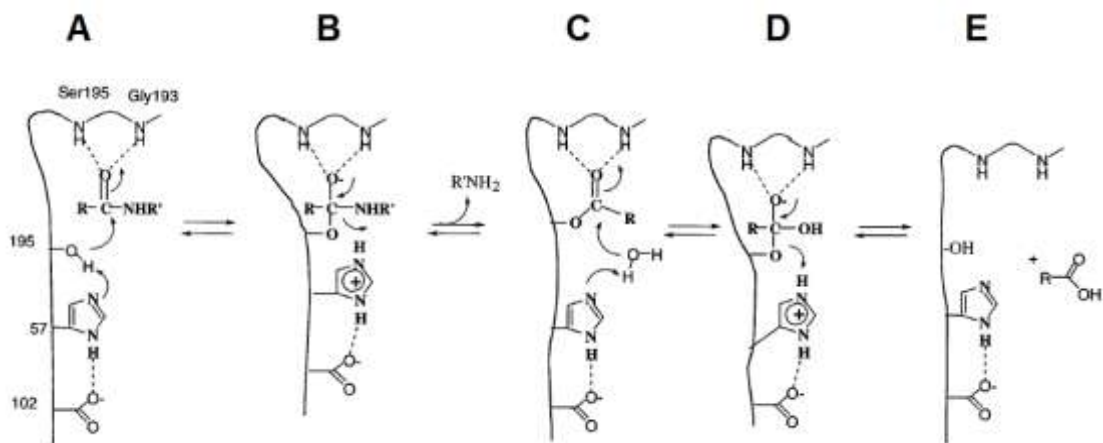 A B C D E
Ser195 Gly193
N H N H
O
R C NHR'
195 O H
N
57 N H
102 O-
O
N H N H
O-
R C NHR'
O
H
N
+
N
H
O-
O
R'NH2
N H N H
O
O C R
O H
H
N
N
H
O-
O
N H N H
O-
R C OH
O
H
N
+
N
H
O-
O
N H N H
-OH
+ R O OH
N
N
H
O-
O